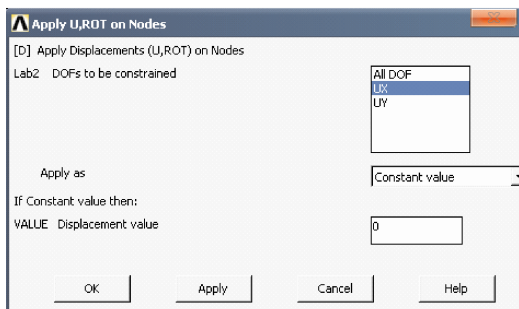 Apply U,ROT on Nodes
[D] Apply Displacements (U,ROT) on Nodes
Lab2 DOFs to be constrained
All DOF
UX
UY
Apply as
Constant value
If Constant value then:
VALUE Displacement value
0
OK Apply Cancel Help